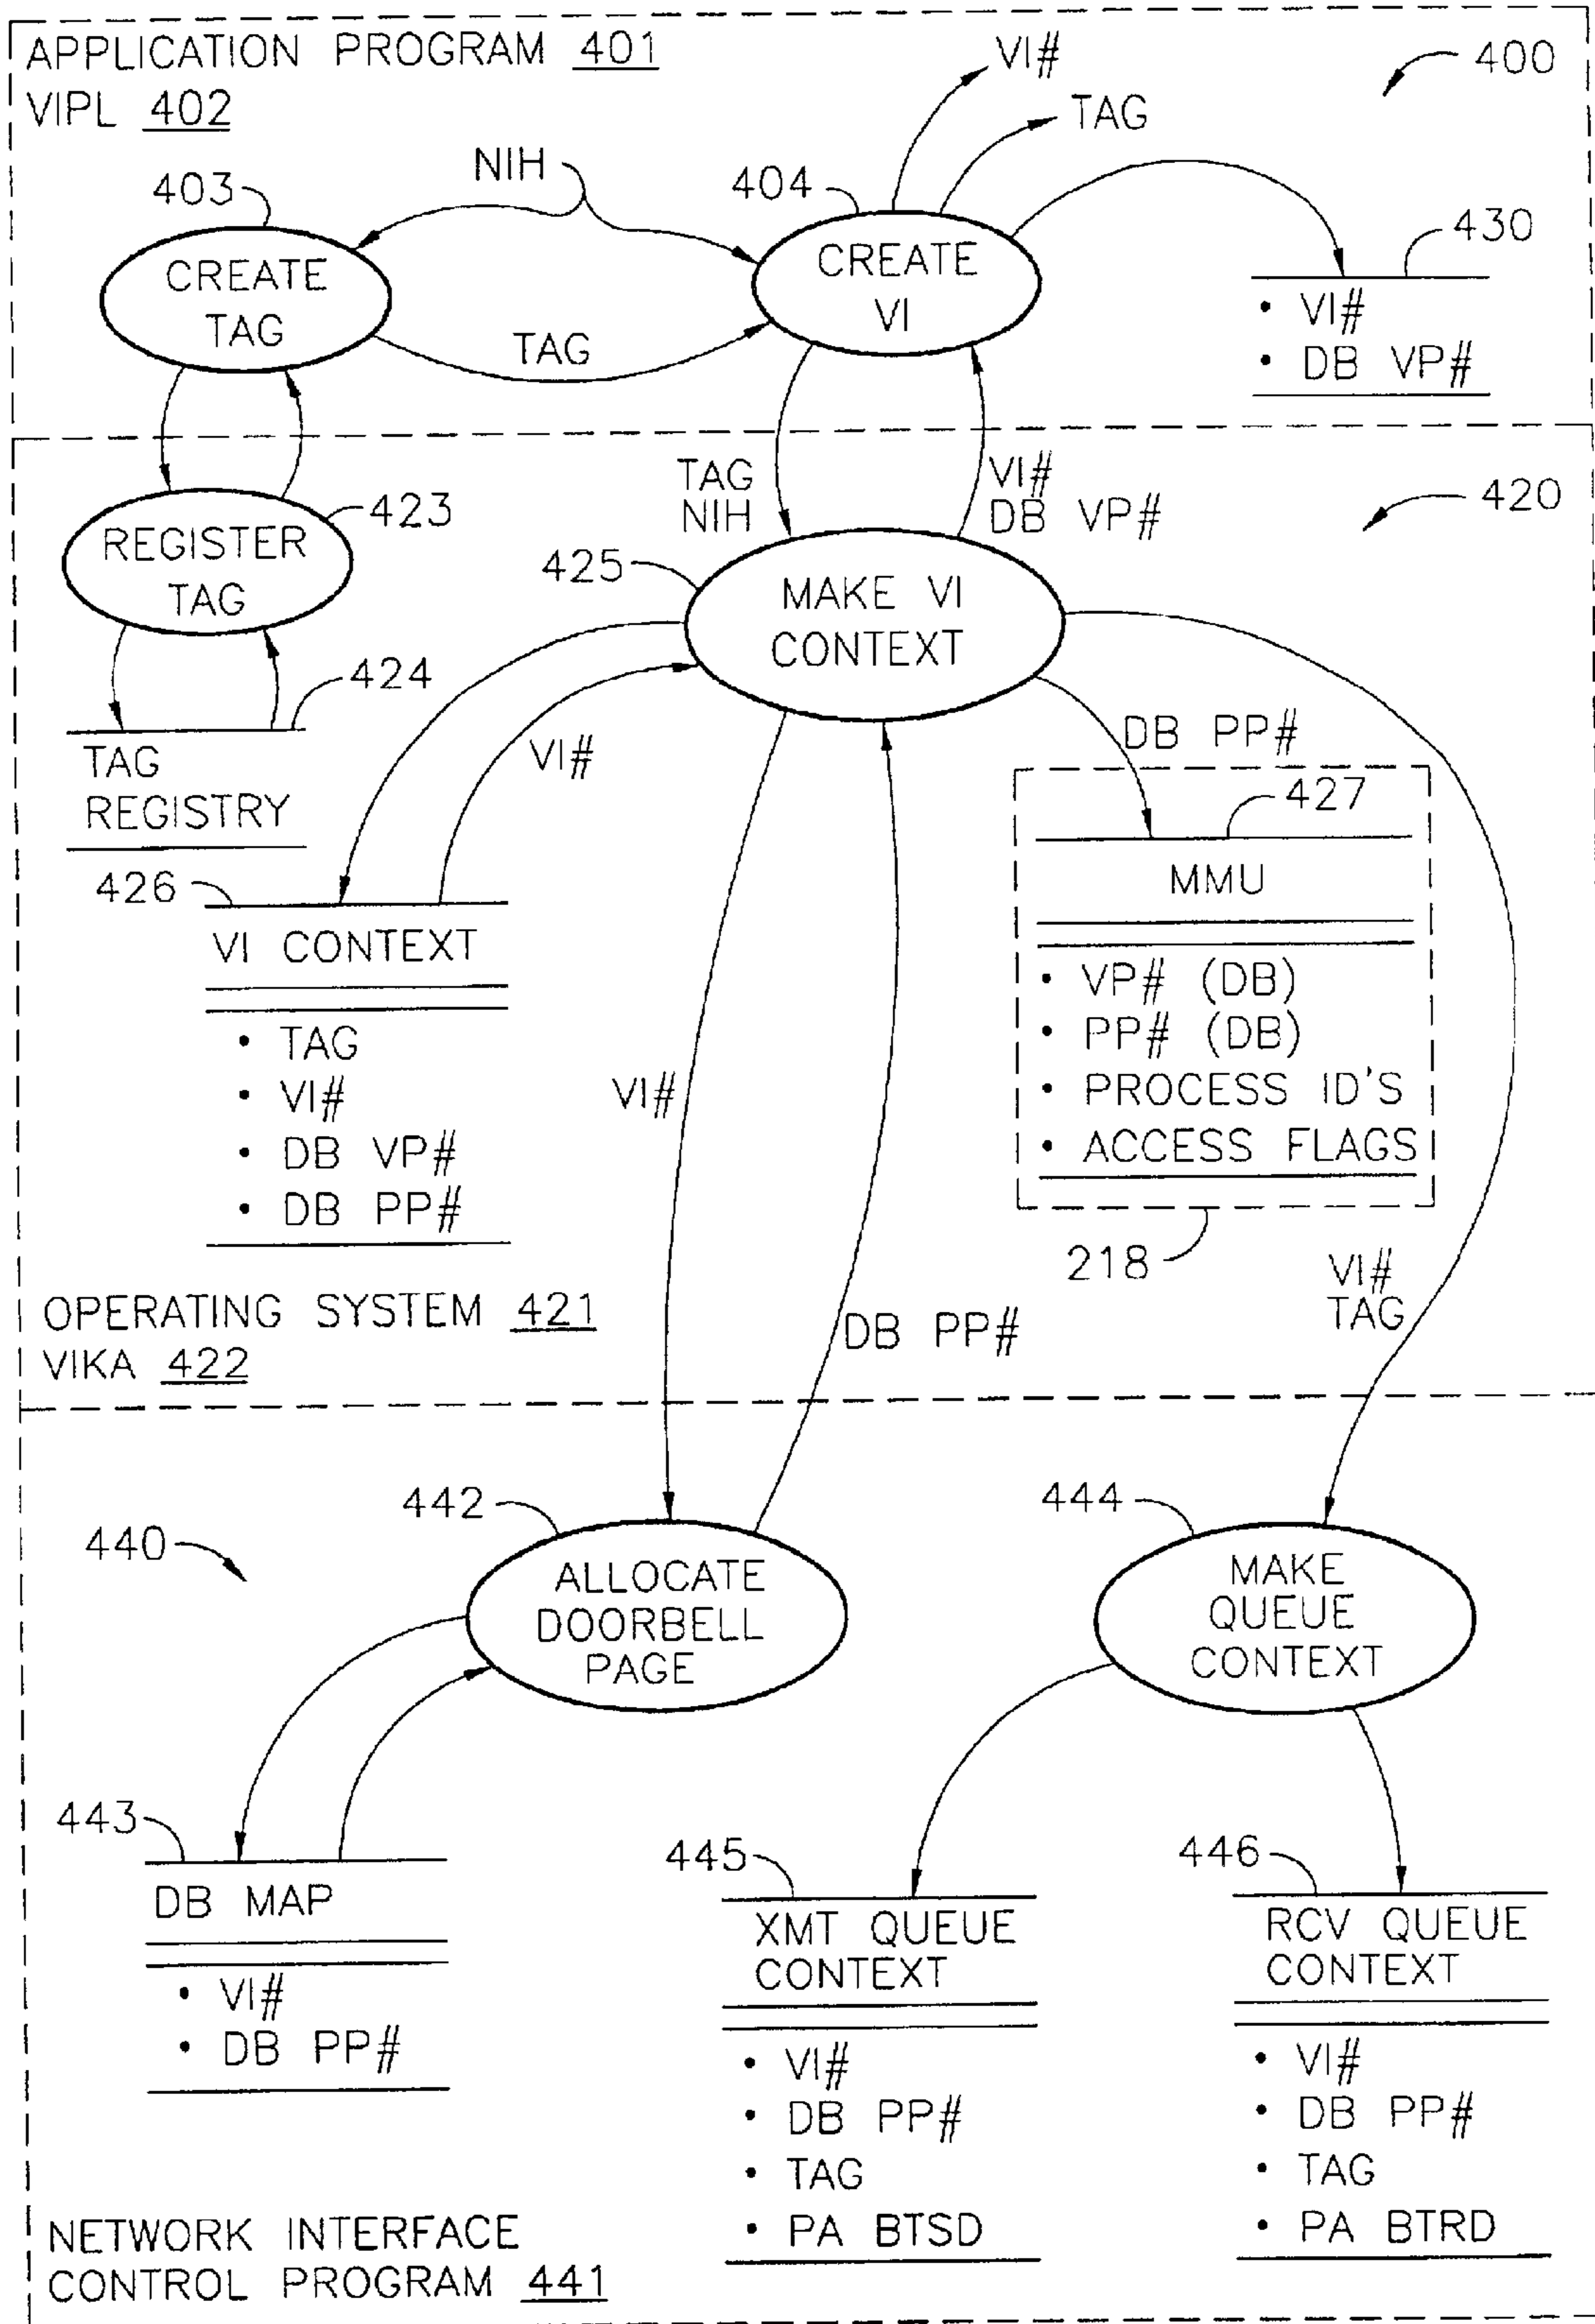 APPLICATION PROGRAM 401
VIPL 402
VI#
TAG
400
NIH
403
404
430
CREATE
TAG
CREATE
VI
• VI#
• DB VP#
TAG
TAG
NIH
VI#
DB VP#
420
423
REGISTER
TAG
425
MAKE VI
CONTEXT
424
TAG
REGISTRY
VI#
DB PP#
427
MMU
• VP# (DB)
• PP# (DB)
• PROCESS ID'S
• ACCESS FLAGS
218
426
VI CONTEXT
• TAG
• VI#
• DB VP#
• DB PP#
VI#
DB PP#
VI#
TAG
OPERATING SYSTEM 421
VIKA 422
440
442
ALLOCATE
DOORBELL
PAGE
444
MAKE
QUEUE
CONTEXT
443
DB MAP
• VI#
• DB PP#
445
XMT QUEUE
CONTEXT
• VI#
• DB PP#
• TAG
• PA BTSD
446
RCV QUEUE
CONTEXT
• VI#
• DB PP#
• TAG
• PA BTRD
NETWORK INTERFACE
CONTROL PROGRAM 441